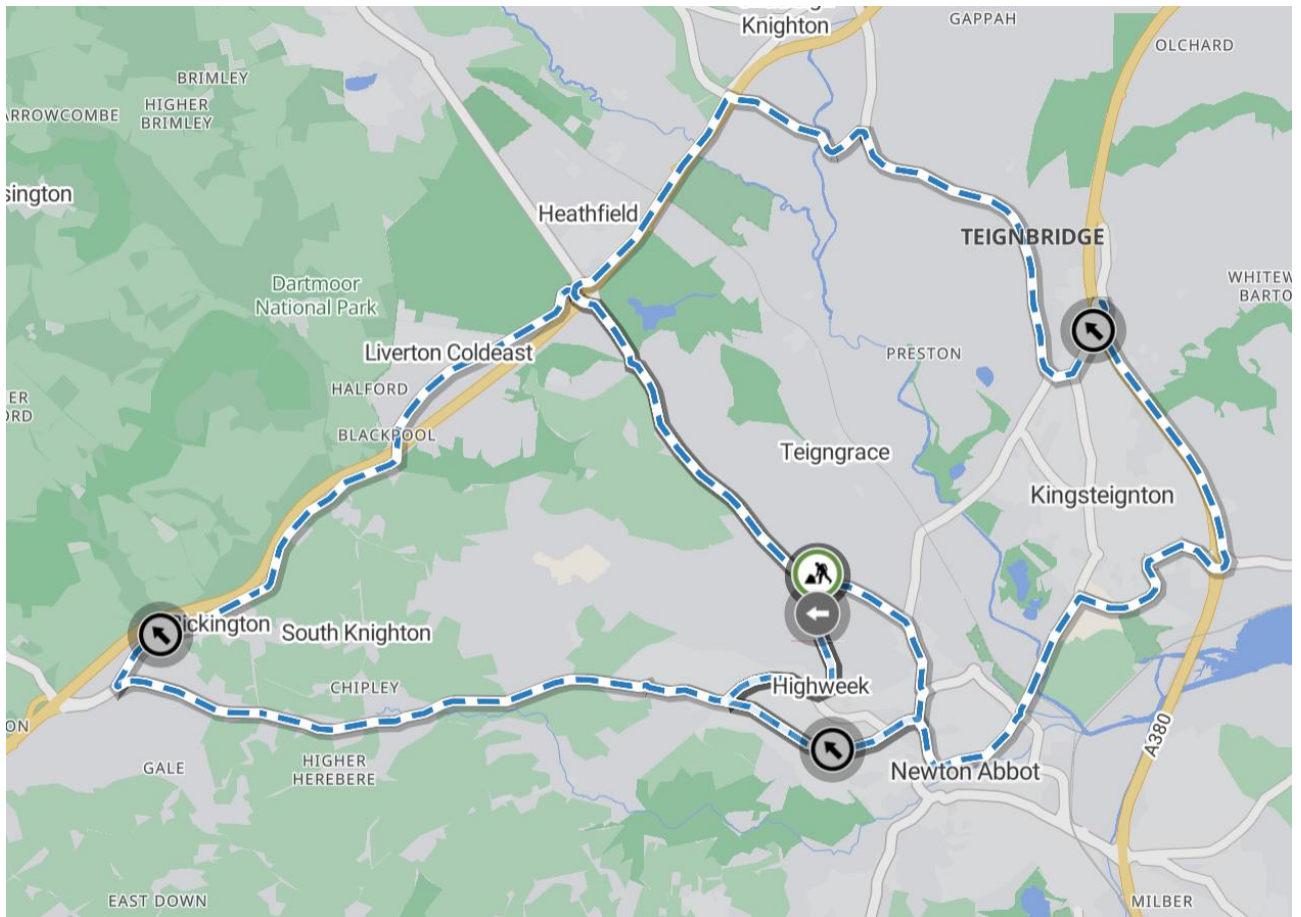 GAPPAH
Knighton
OLCHARD
BRIMLEY
HIGHER
BRIMLEY
ARROWCOMBE
sington
Heathfield
TEIGNBRIDGE
Dartmoor
National Park
WHITEW
BARTO
Liverton Coldeast
PRESTON
HALFORD
ER
ORD
BLACKPOOL
Teigngrace
Kingsteignton
Bickington
South Knighton
CHIPLEY
Highweek
ON
A380
GALE
HIGHER
HEREBERE
Newton Abbot
EAST DOWN
MILBER